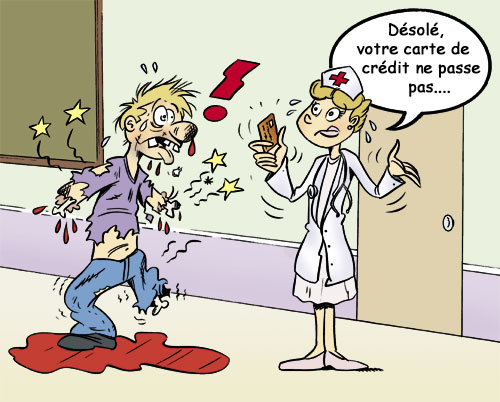 Désolé,
votre carte de
crédit ne passe
pas....
!